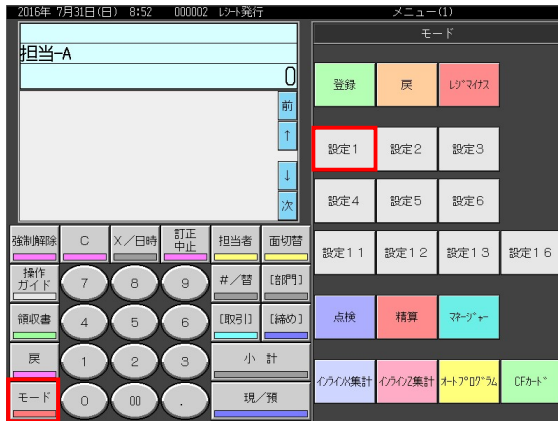 2016年 7月31日(日) 8:52 000002 ﾚｼｰﾄ発行 メニュー(1)
モード
担当-A
0
前
↑
↓
次
登録 戻 ﾚｼﾞﾏｲﾅｽ
設定1 設定2 設定3
設定4 設定5 設定6
設定11 設定12 設定13 設定16
点検 精算 ﾏﾈｰｼﾞｬｰ
ｲﾝﾗｲﾝX集計 ｲﾝﾗｲﾝZ集計 ｵｰﾄﾌﾟﾛｸﾞﾗﾑ CFｶｰﾄﾞ
強制解除 C X/日時 訂正
中止 担当者 面切替
操作
ガイド 7 8 9 #/替 [部門]
領収書 4 5 6 [取引] [締め]
戻 1 2 3 小 計
モード 0 00 . 現/預